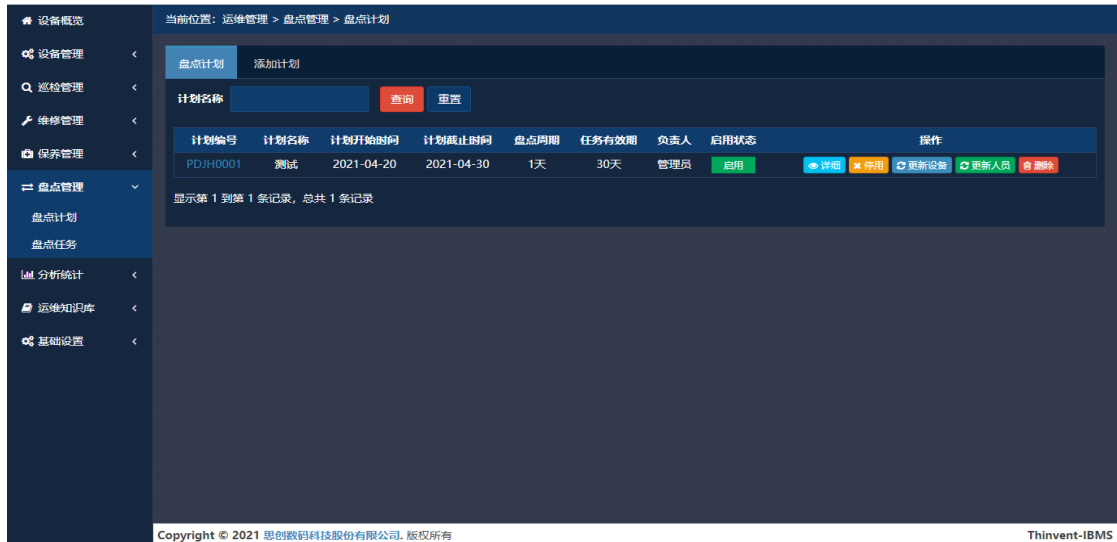 设备概览
设备管理
巡检管理
维修管理
保养管理
盘点管理
盘点计划
盘点任务
分析统计
运维知识库
基础设置
当前位置：运维管理 > 盘点管理 > 盘点计划
盘点计划 添加计划
计划名称 查询 重置
计划编号 计划名称 计划开始时间 计划截止时间 盘点周期 任务有效期 负责人 启用状态 操作
PDJH0001 测试 2021-04-20 2021-04-30 1天 30天 管理员 启用 详细 停用 更新设备 更新人员 删除
显示第 1 到第 1 条记录，总共 1 条记录
Copyright © 2021 思创数码科技股份有限公司. 版权所有 Thinvent-IBMS